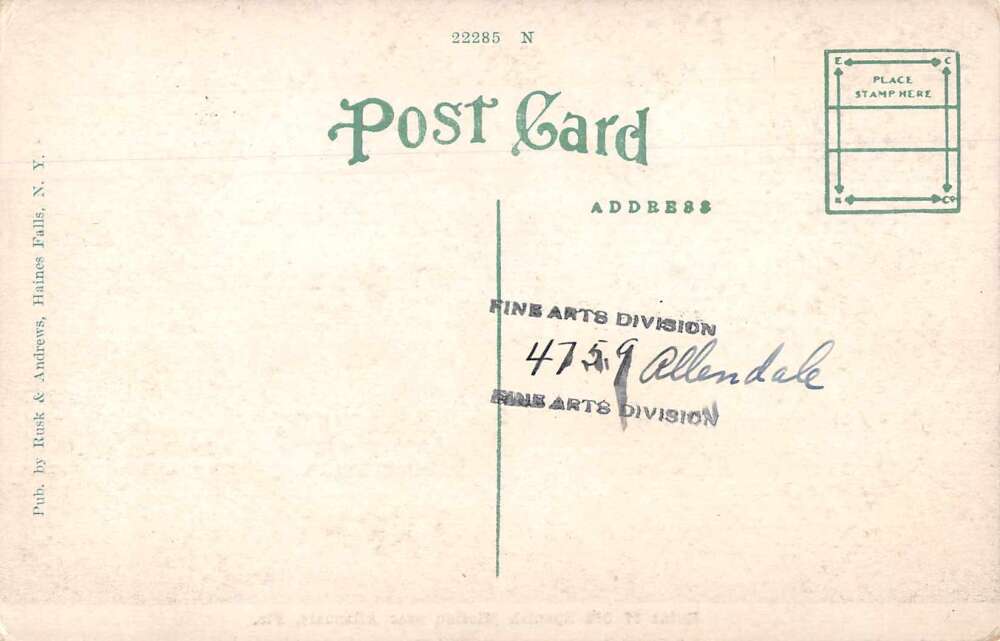 22285 N
Post Card
E. C
PLACE
STAMP HERE
K Co
ADDRESS
Pub. by Rusk & Andrews, Haines Falls, N. Y.
FINE ARTS DIVISION
4759 Allendale
FINE ARTS DIVISION